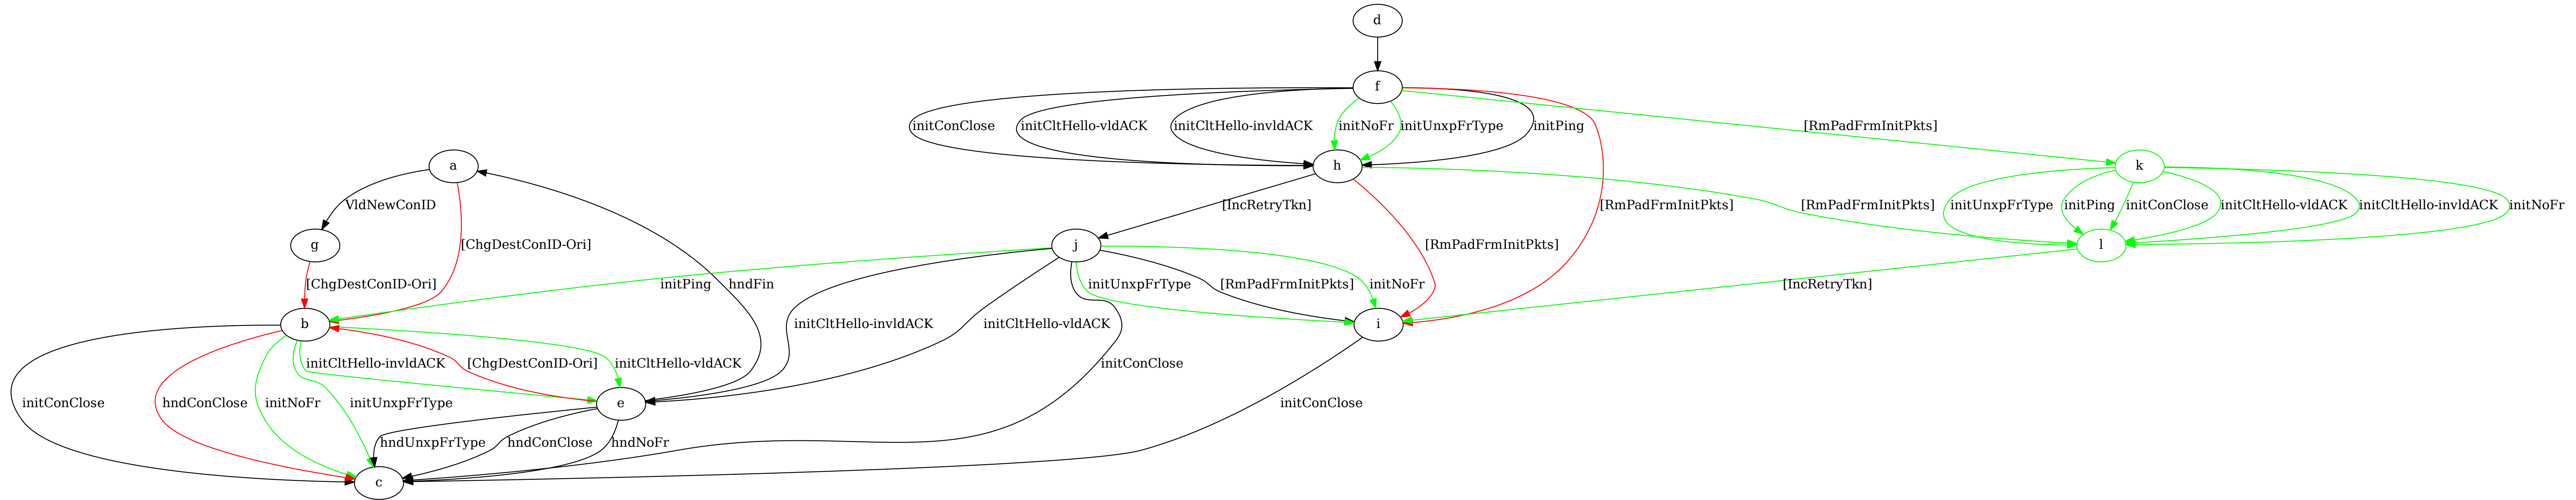 d
f
initConClose
initCltHello-vldACK
initCltHello-invldACK
initNoFr
initUnxpFrType
initPing
[RmPadFrmInitPkts]
a
h
k
VldNewConID
[IncRetryTkn]
[RmPadFrmInitPkts]
[RmPadFrmInitPkts]
initUnxpFrType
initPing
initConClose
initCltHello-vldACK
initCltHello-invldACK
initNoFr
g
[ChgDestConID-Ori]
j
[RmPadFrmInitPkts]
l
[ChgDestConID-Ori]
initPing
hndFin
initUnxpFrType
[RmPadFrmInitPkts]
initNoFr
[IncRetryTkn]
b
initCltHello-invldACK
initCltHello-vldACK
i
initCltHello-invldACK
[ChgDestConID-Ori]
initCltHello-vldACK
initConClose
initConClose
hndConClose
initNoFr
initUnxpFrType
e
initConClose
hndUnxpFrType
hndConClose
hndNoFr
c